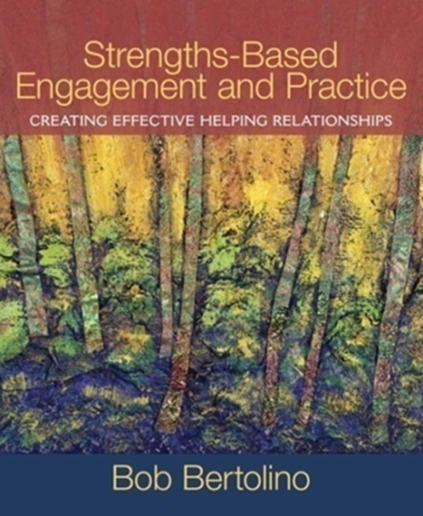 Strengths-Based
Engagement and Practice
CREATING EFFECTIVE HELPING RELATIONSHIPS
Bob Bertolino